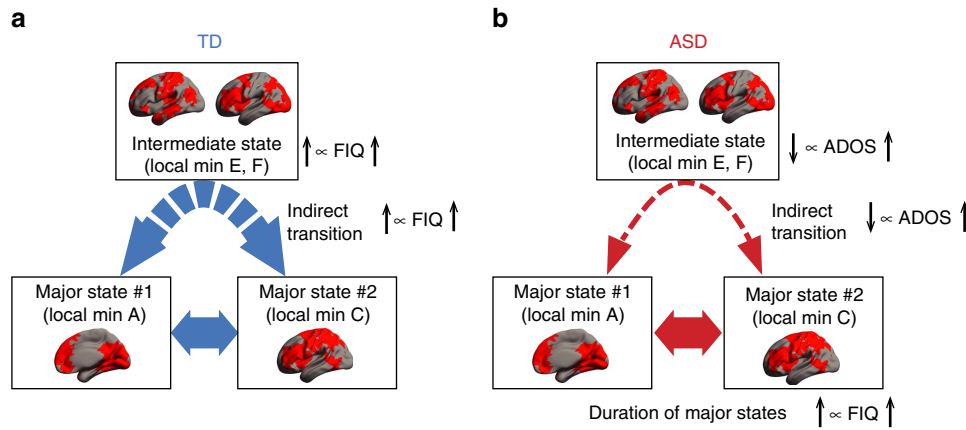 a
TD
Intermediate state
(local min E, F)
↑ ∝ FIQ ↑
Indirect
transition
↑ ∝ FIQ ↑
Major state #1
(local min A)
Major state #2
(local min C)
b
ASD
Intermediate state
(local min E, F)
↓ ∝ ADOS ↑
Indirect
transition
↓ ∝ ADOS ↑
Major state #1
(local min A)
Major state #2
(local min C)
Duration of major states ↑ ∝ FIQ ↑